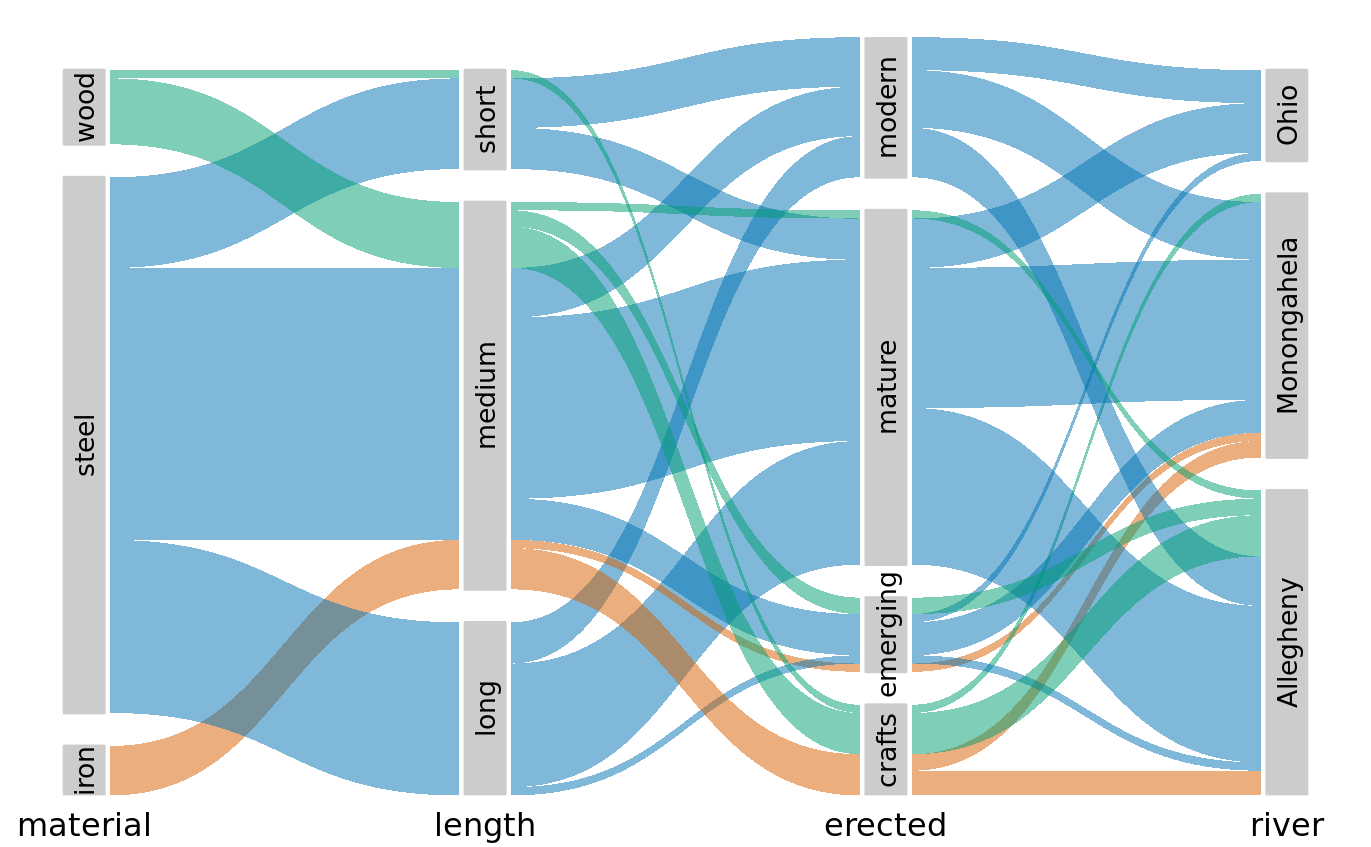 wood
steel
iron
short
medium
long
modern
mature
emerging
crafts
Ohio
Monongahela
Allegheny
material
length
erected
river